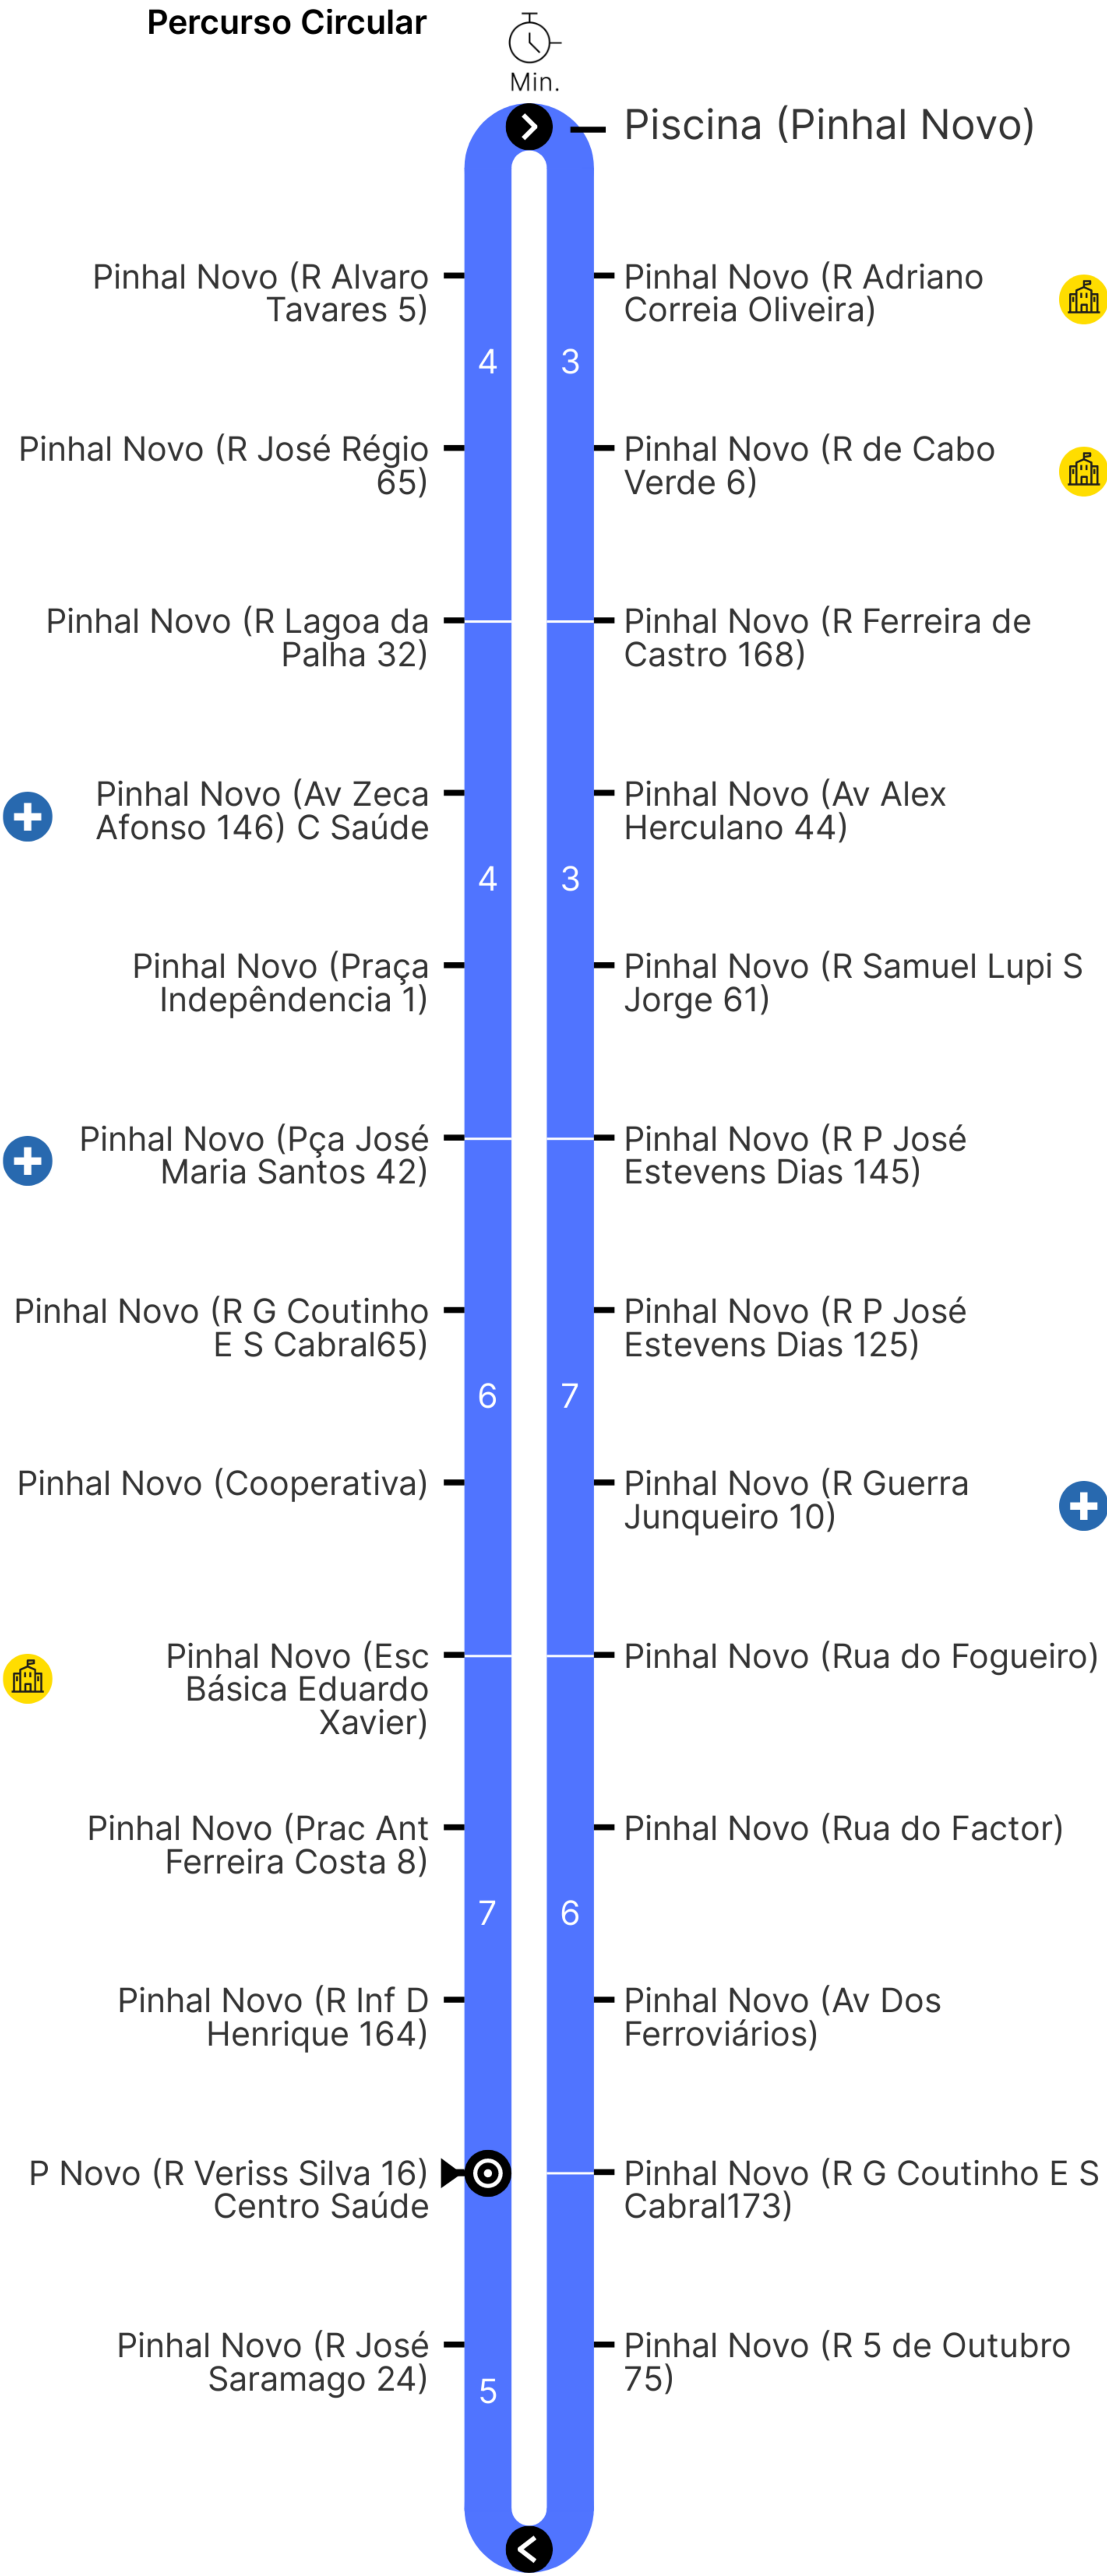 Percurso Circular
Min.
Piscina (Pinhal Novo)
Pinhal Novo (R Alvaro
Tavares 5)
Pinhal Novo (R Adriano
Correia Oliveira)
4
3
Pinhal Novo (R José Régio
65)
Pinhal Novo (R de Cabo
Verde 6)
Pinhal Novo (R Lagoa da
Palha 32)
Pinhal Novo (R Ferreira de
Castro 168)
Pinhal Novo (Av Zeca
Afonso 146) C Saúde
Pinhal Novo (Av Alex
Herculano 44)
4
3
Pinhal Novo (Praça
Indepêndencia 1)
Pinhal Novo (R Samuel Lupi S
Jorge 61)
Pinhal Novo (Pça José
Maria Santos 42)
Pinhal Novo (R P José
Estevens Dias 145)
Pinhal Novo (R G Coutinho
E S Cabral65)
Pinhal Novo (R P José
Estevens Dias 125)
6
7
Pinhal Novo (Cooperativa)
Pinhal Novo (R Guerra
Junqueiro 10)
Pinhal Novo (Esc
Básica Eduardo
Xavier)
Pinhal Novo (Rua do Fogueiro)
Pinhal Novo (Prac Ant
Ferreira Costa 8)
Pinhal Novo (Rua do Factor)
7
6
Pinhal Novo (R Inf D
Henrique 164)
Pinhal Novo (Av Dos
Ferroviários)
P Novo (R Veriss Silva 16)
Centro Saúde
Pinhal Novo (R G Coutinho E S
Cabral173)
Pinhal Novo (R José
Saramago 24)
Pinhal Novo (R 5 de Outubro
75)
5